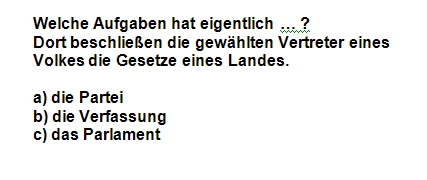 Welche Aufgaben hat eigentlich ... ?
Dort beschließen die gewählten Vertreter eines
Volkes die Gesetze eines Landes.
a) die Partei
b) die Verfassung
c) das Parlament